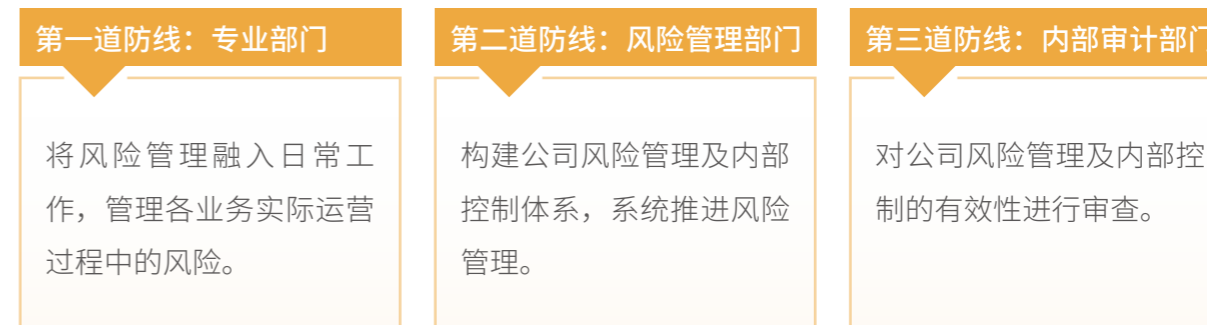 第一道防线：专业部门
将风险管理融入日常工
作，管理各业务实际运营
过程中的风险。
第二道防线：风险管理部门
构建公司风险管理及内部
控制体系，系统推进风险
管理。
第三道防线：内部审计部门
对公司风险管理及内部控
制的有效性进行审查。